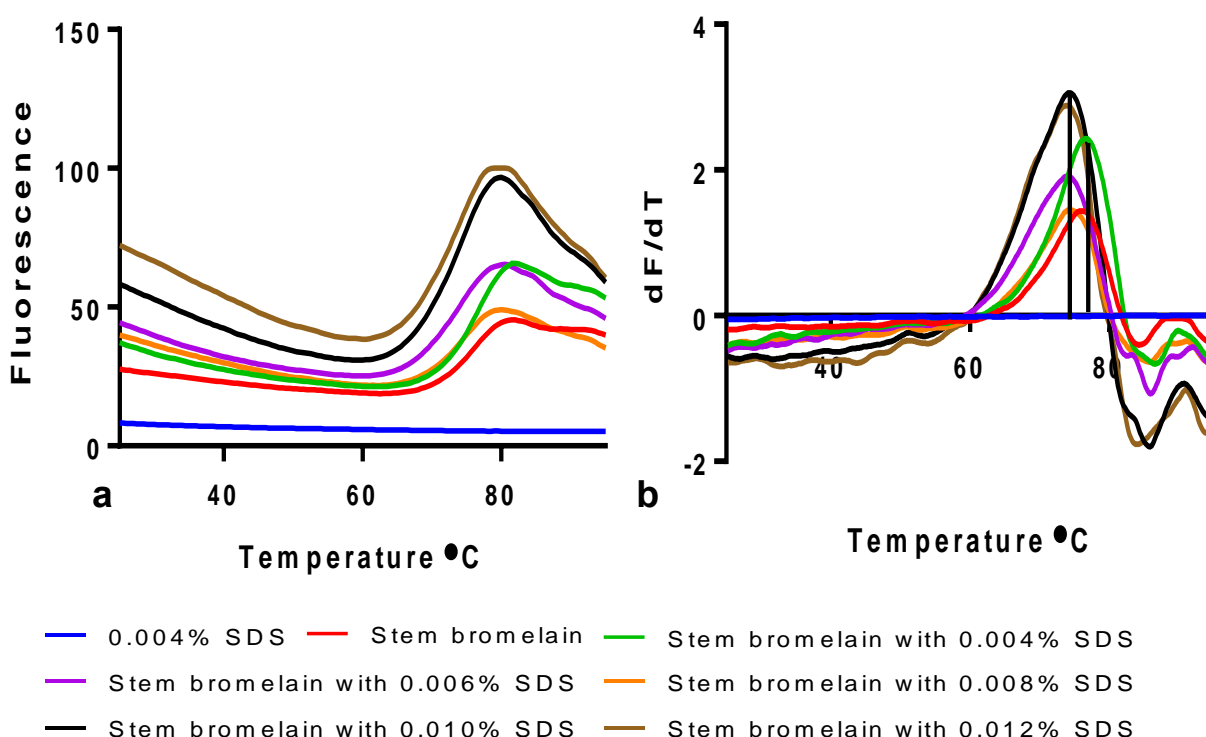 150
100
50
0
Fluorescence
40 60 80
a
Temperature °C
4
2
0
-2
dF/dT
40 60 80
b
Temperature °C
0.004% SDS Stem bromelain Stem bromelain with 0.004% SDS
Stem bromelain with 0.006% SDS Stem bromelain with 0.008% SDS
Stem bromelain with 0.010% SDS Stem bromelain with 0.012% SDS